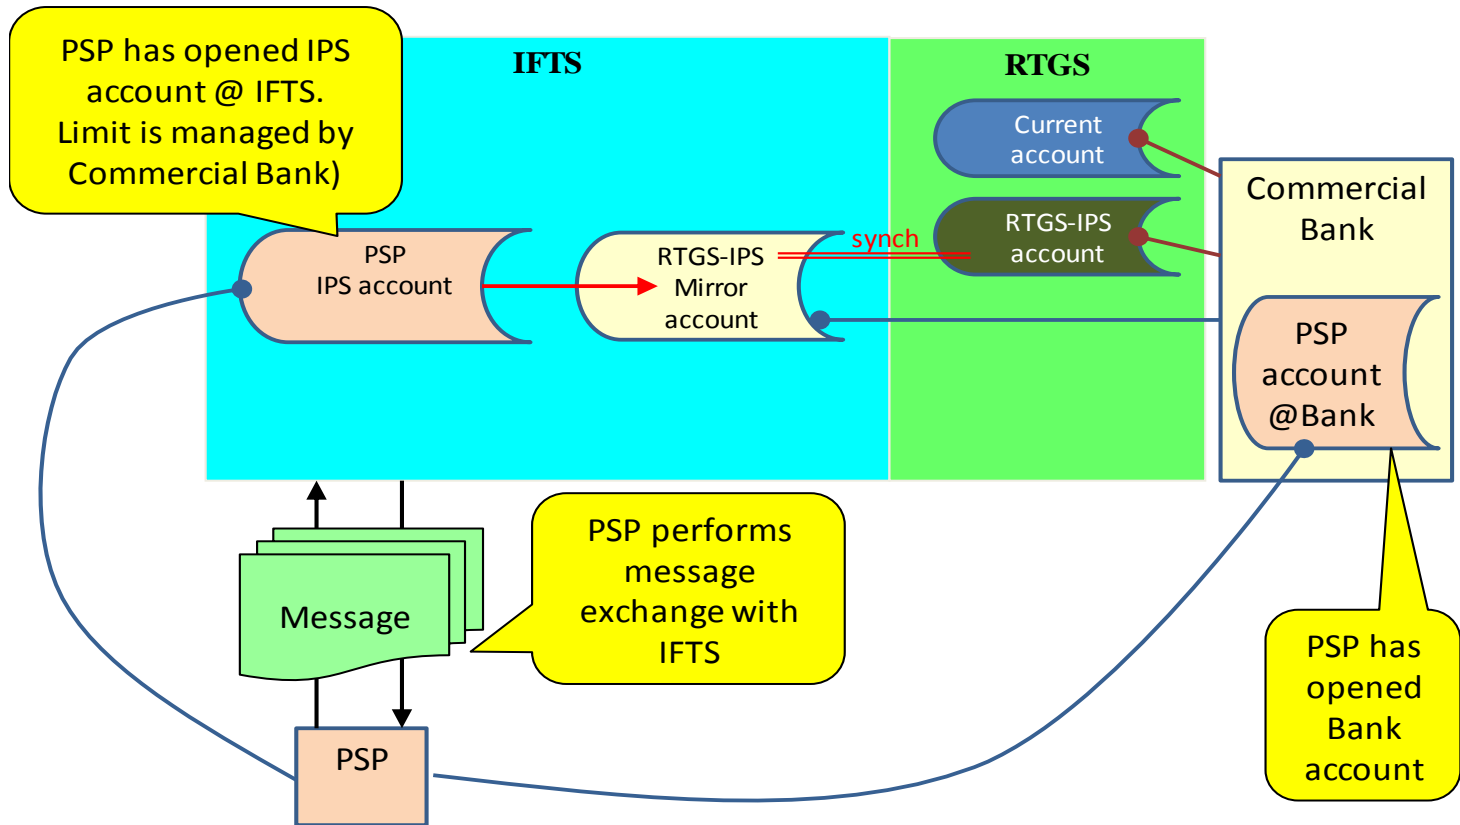 PSP has opened IPS
account @ IFTS.
Limit is managed by
Commercial Bank)
IFTS
RTGS
Current
account
RTGS-IPS
account
Commercial
Bank
PSP
IPS account
RTGS-IPS
Mirror
account
synch
PSP
account
@Bank
Message
PSP performs
message
exchange with
IFTS
PSP has
opened
Bank
account
PSP